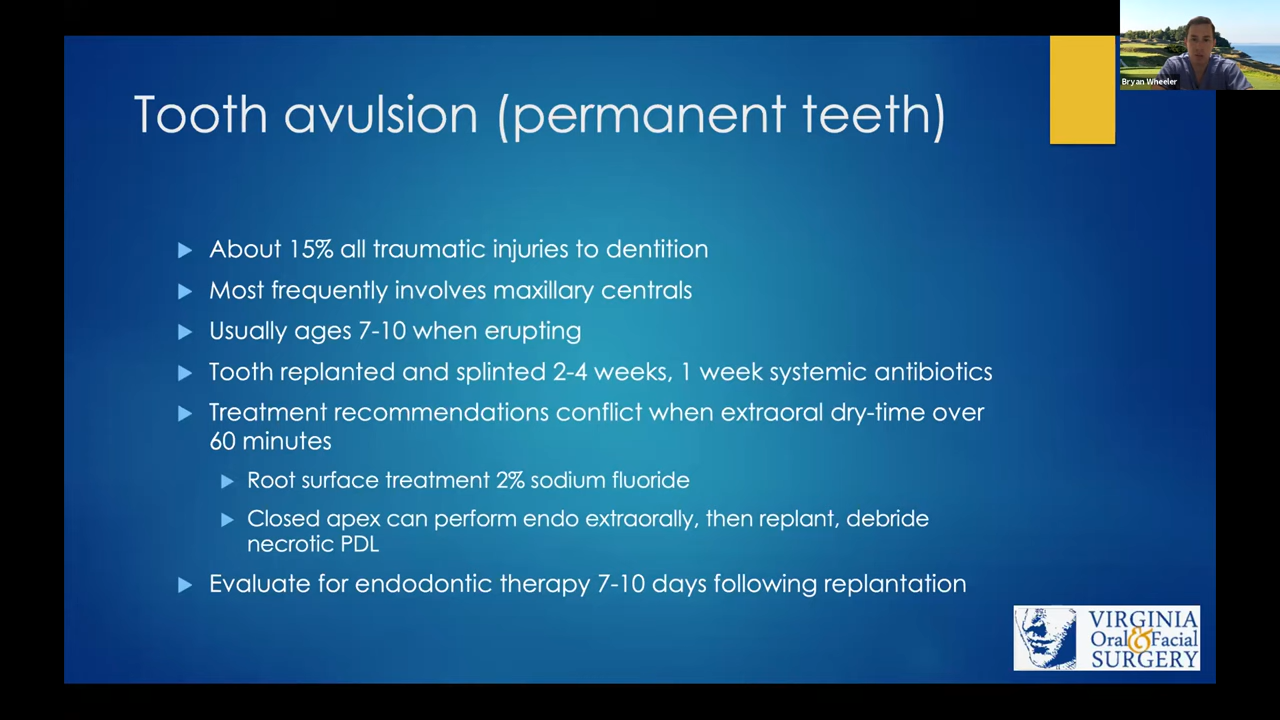 Bryan Wheeler
Tooth avulsion (permanent teeth)
About 15% all traumatic injuries to dentition
Most frequently involves maxillary centrals
Usually ages 7-10 when erupting
Tooth replanted and splinted 2-4 weeks, 1 week systemic antibiotics
Treatment recommendations conflict when extraoral dry-time over
60 minutes
Root surface treatment 2% sodium fluoride
Closed apex can perform endo extraorally, then replant, debride
necrotic PDL
Evaluate for endodontic therapy 7-10 days following replantation
VIRGINIA
Oral & Facial
SURGERY